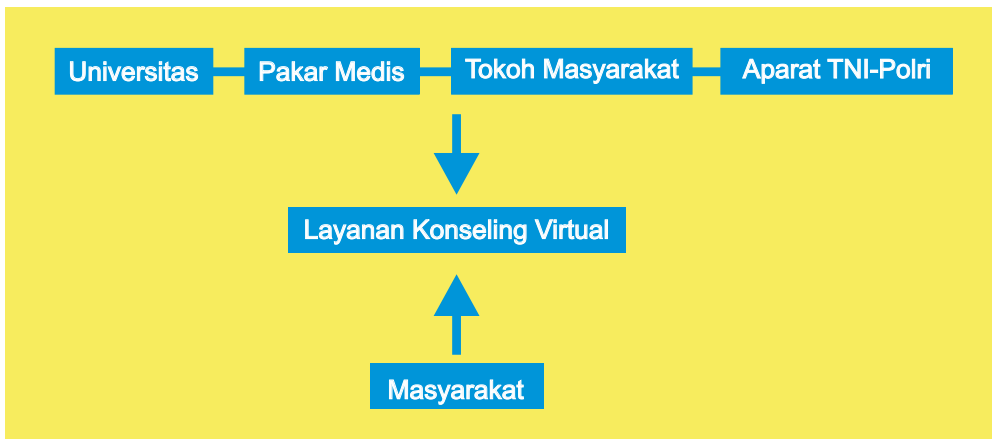 Universitas
Pakar Medis
Tokoh Masyarakat
Aparat TNI-Polri
Layanan Konseling Virtual
Masyarakat